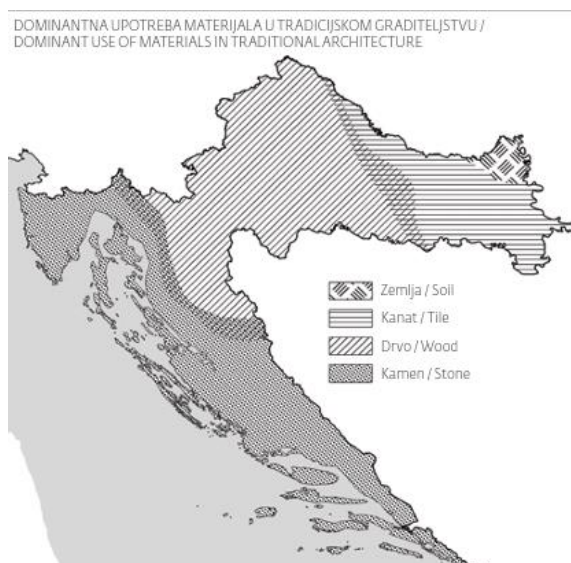 DOMINANTNA UPOTREBA MATERIJALA U TRADICIJSKOM GRADITELJSTVU /
DOMINANT USE OF MATERIALS IN TRADITIONAL ARCHITECTURE
Zemlja / Soil
Kanat / Tile
Drvo / Wood
Kamen / Stone